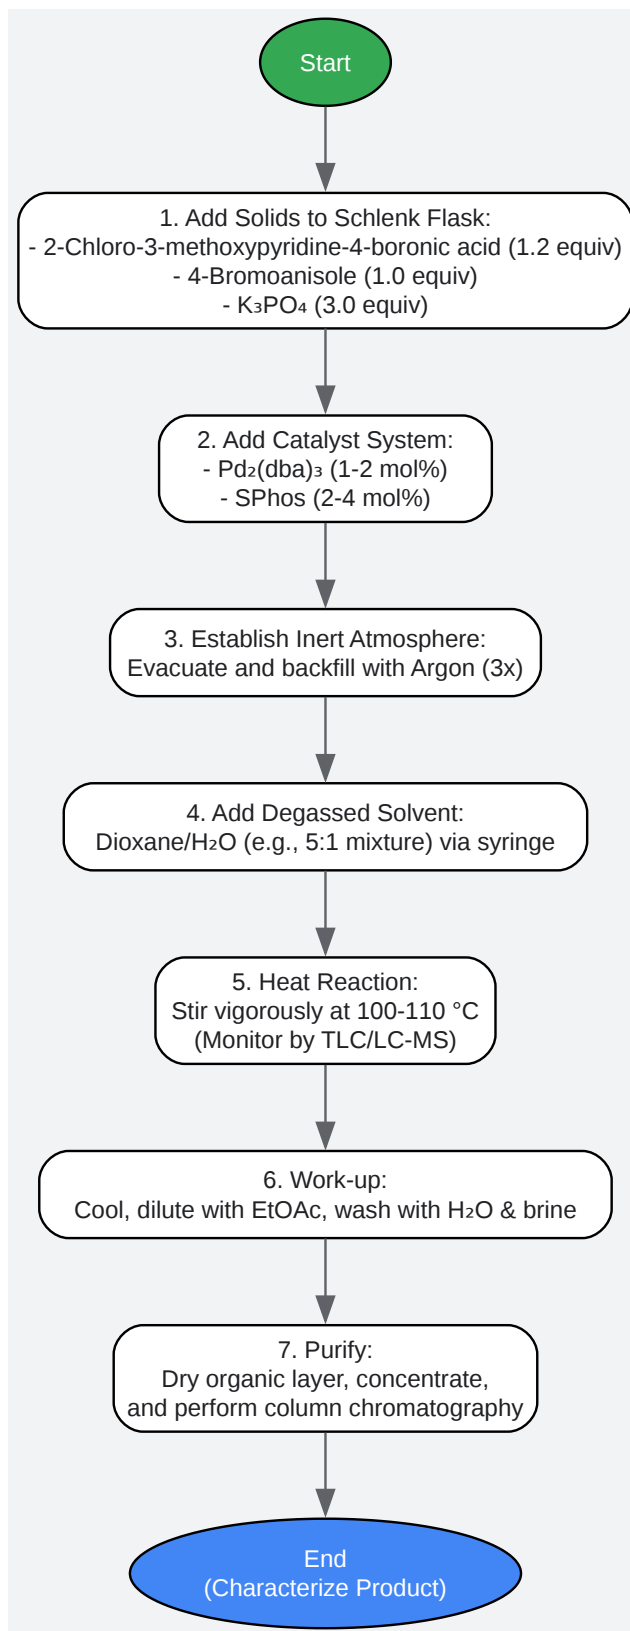 Start
1. Add Solids to Schlenk Flask:
- 2-Chloro-3-methoxypyridine-4-boronic acid (1.2 equiv)
- 4-Bromoanisole (1.0 equiv)
- K₃PO₄ (3.0 equiv)
2. Add Catalyst System:
- Pd₂(dba)₃ (1-2 mol%)
- SPhos (2-4 mol%)
3. Establish Inert Atmosphere:
Evacuate and backfill with Argon (3x)
4. Add Degassed Solvent:
Dioxane/H₂O (e.g., 5:1 mixture) via syringe
5. Heat Reaction:
Stir vigorously at 100-110 °C
(Monitor by TLC/LC-MS)
6. Work-up:
Cool, dilute with EtOAc, wash with H₂O & brine
7. Purify:
Dry organic layer, concentrate,
and perform column chromatography
End
(Characterize Product)